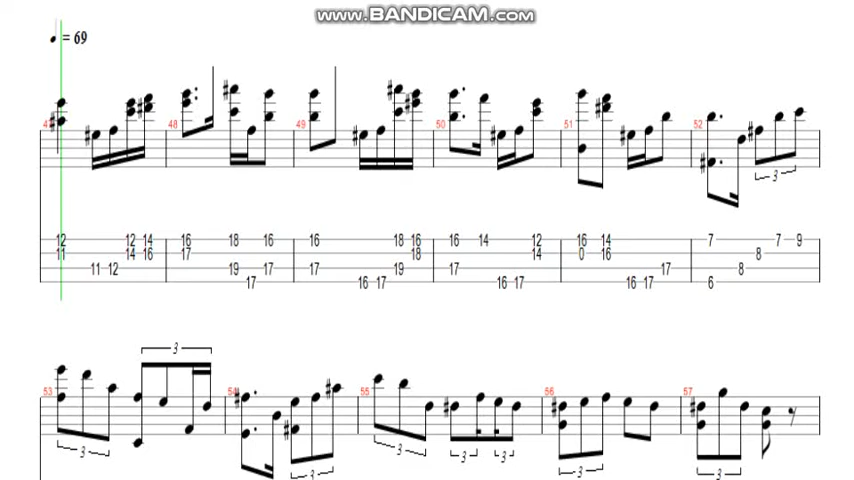 www.BANDICAM.com
= 69
47 48 49 50 51 52
3
12 12 14 16 18 16 16 18 16 16 14 12 16 14 7 7 9
11 14 16 17 18 14 0 16 8
11 12 19 17 17 19 17 17 8
17 16 17 16 17 16 17 6
3
53 54 55 56 57
3 3 3 3 3 3 3